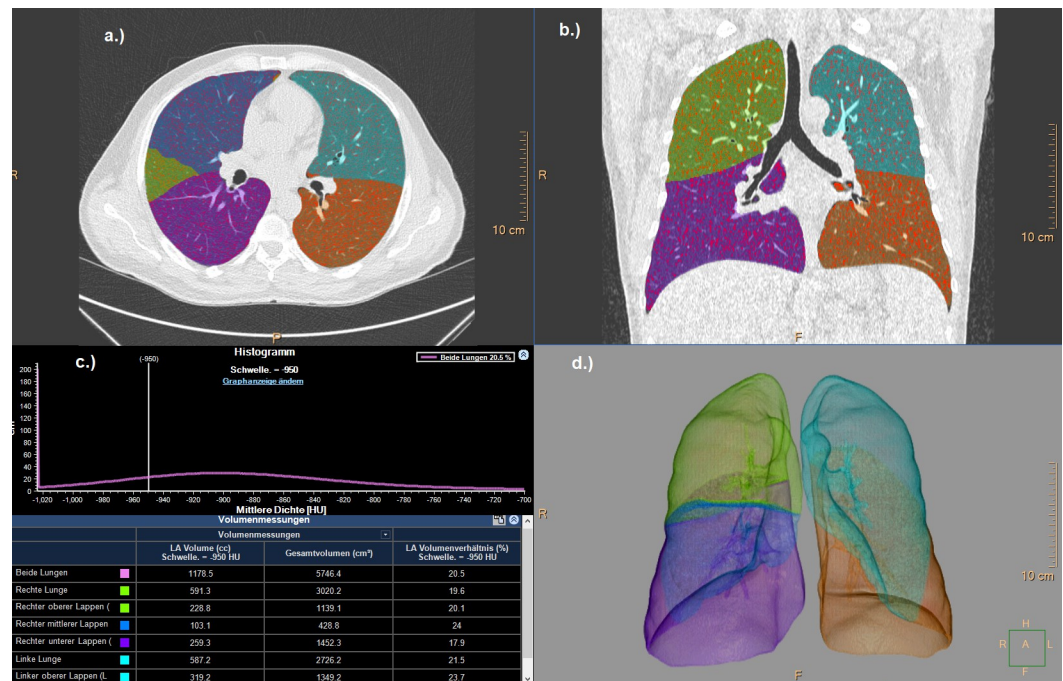 a.)
R
10 cm
P
b.)
R
10 cm
F
c.)
Histogramm
(-950)
Schwelle. = -950
Graphanzeige ändern
Beide Lungen 20.5 %
200
180
160
140
120
100
80
60
40
20
0
-1,020 -1,000 -980 -960 -940 -920 -900 -880 -860 -840 -820 -800 -780 -760 -740 -720 -700
Mittlere Dichte [HU]
Volumenmessungen
Volumenmessungen
LA Volume (cc) Schwelle. = -950 HU
Gesamtvolumen (cm³)
LA Volumenverhältnis (%) Schwelle. = -950 HU
Beide Lungen 1178.5 5746.4 20.5
Rechte Lunge 591.3 3020.2 19.6
Rechter oberer Lappen ( 228.8 1139.1 20.1
Rechter mittlerer Lappen 103.1 428.8 24
Rechter unterer Lappen ( 259.3 1452.3 17.9
Linke Lunge 587.2 2726.2 21.5
Linker oberer Lappen (L 319.2 1349.2 23.7
d.)
R
10 cm
F
H
R A L
F